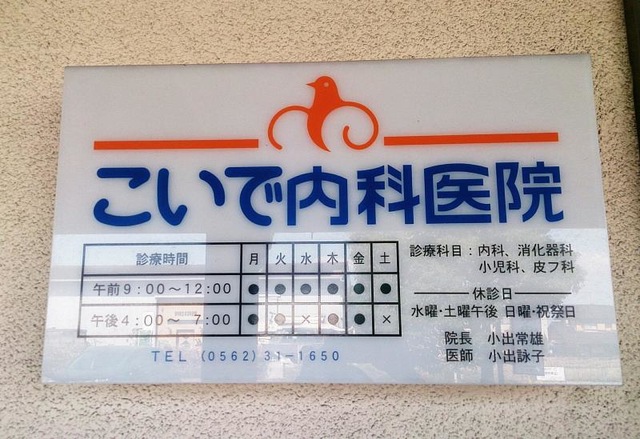 こいで内科医院
診療時間 月 火 水 木 金 土
午前9:00〜12:00 ● ● ● ● ● ●
午後4:00〜 7:00 ● ● × ● ● ×
TEL (0562)31-1650
診療科目：内科、消化器科
小児科、皮フ科
休診日
水曜・土曜午後 日曜・祝祭日
院長 小出常雄
医師 小出詠子